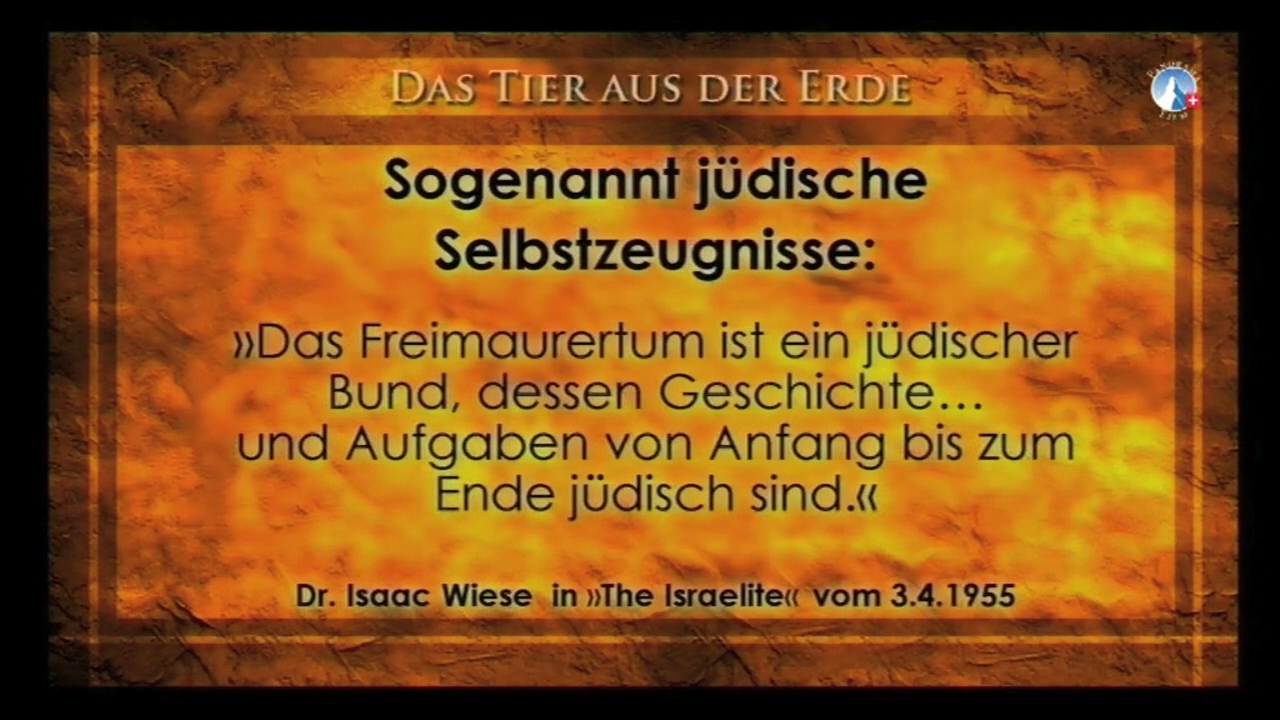 DAS TIER AUS DER ERDE
Sogenannt jüdische
Selbstzeugnisse:
»Das Freimaurertum ist ein jüdischer
Bund, dessen Geschichte…
und Aufgaben von Anfang bis zum
Ende jüdisch sind.«
Dr. Isaac Wiese in »The Israelite« vom 3.4.1955